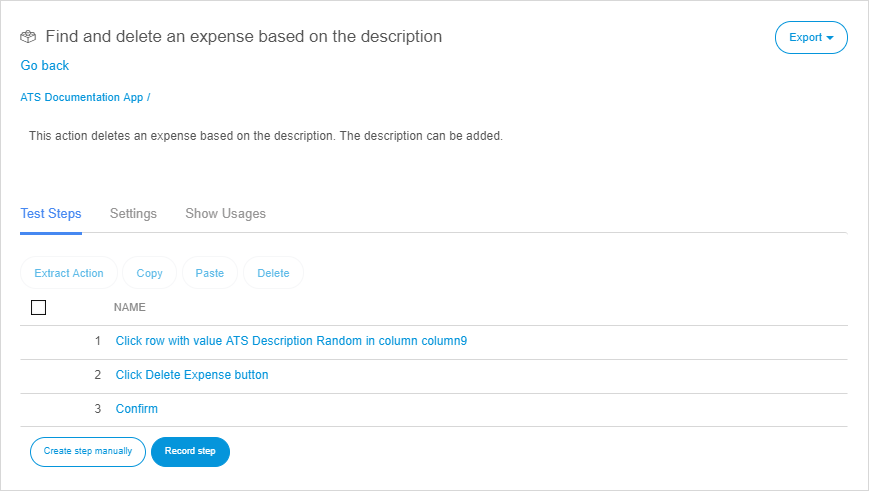 Find and delete an expense based on the description
Export
Go back
ATS Documentation App /
This action deletes an expense based on the description. The description can be added.
Test Steps Settings Show Usages
Extract Action Copy Paste Delete
NAME
1 Click row with value ATS Description Random in column column9
2 Click Delete Expense button
3 Confirm
Create step manually Record step